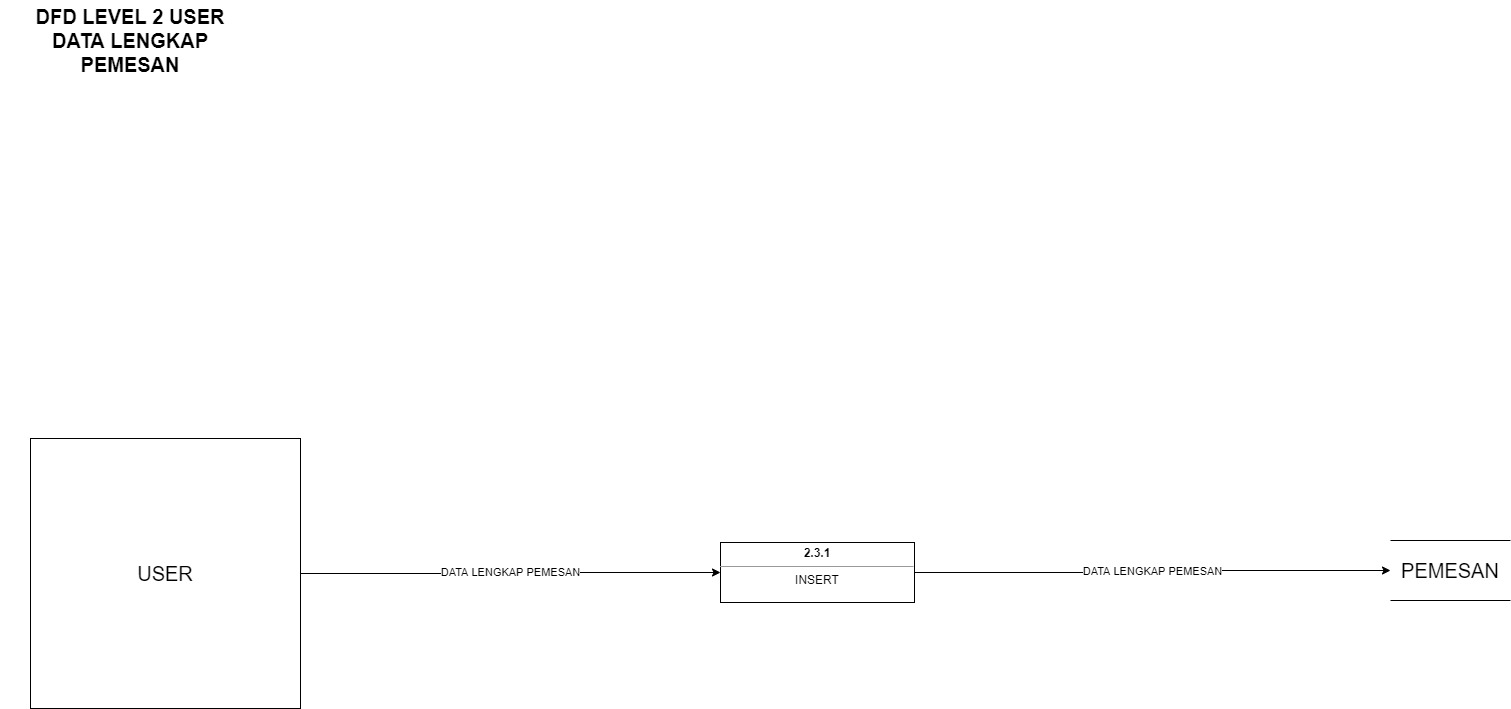 DFD LEVEL 2 USER
DATA LENGKAP
PEMESAN
USER
DATA LENGKAP PEMESAN
2.3.1
INSERT
DATA LENGKAP PEMESAN
PEMESAN